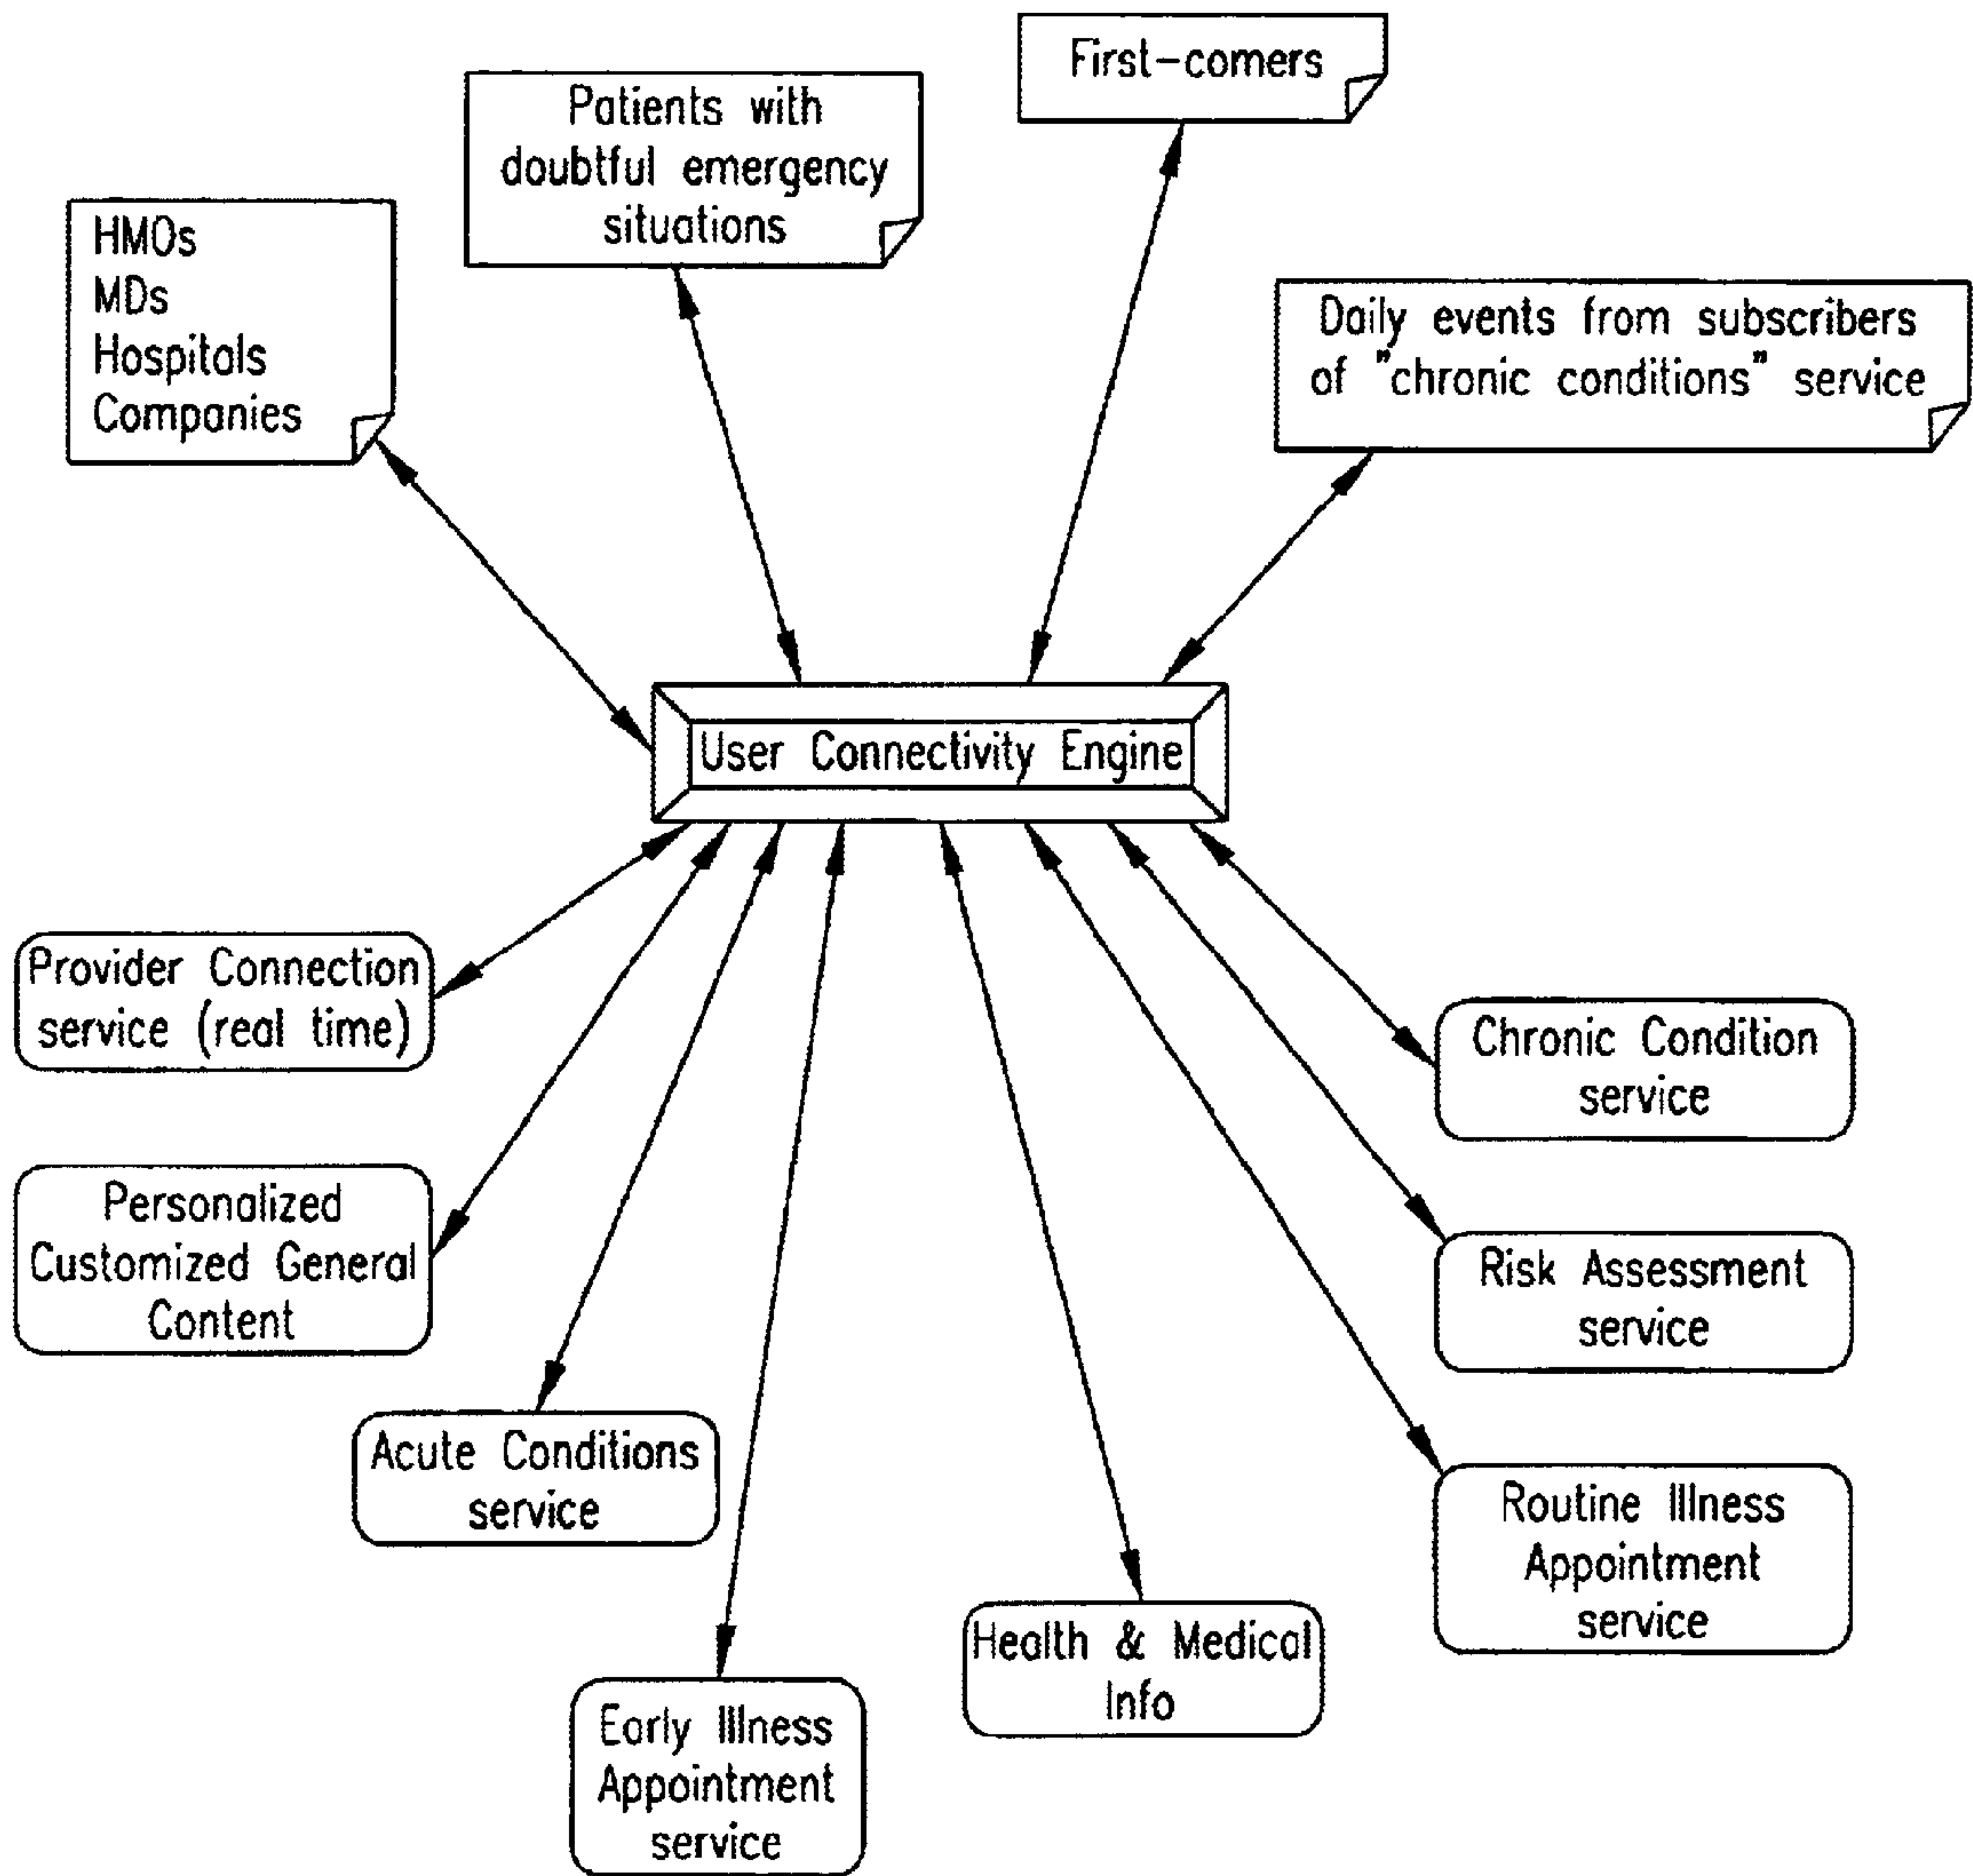 First-comers
Patients with
doubtful emergency
situations
HMOs
MDs
Hospitals
Companies
Daily events from subscribers
of "chronic conditions" service
User Connectivity Engine
Provider Connection
service (real time)
Chronic Condition
service
Personalized
Customized General
Content
Risk Assessment
service
Acute Conditions
service
Routine Illness
Appointment
service
Health & Medical
Info
Early Illness
Appointment
service